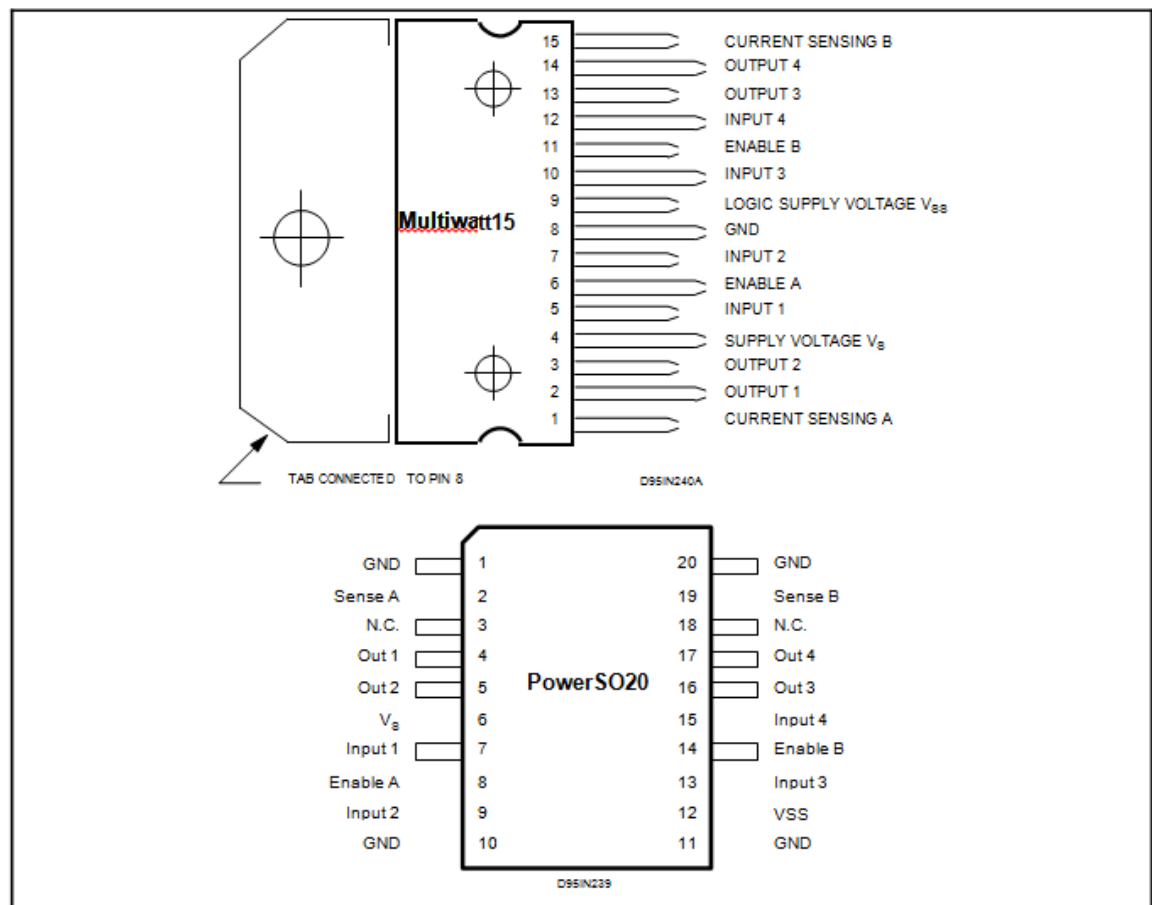 15 CURRENT SENSING B
14 OUTPUT 4
13 OUTPUT 3
12 INPUT 4
11 ENABLE B
10 INPUT 3
9 LOGIC SUPPLY VOLTAGE VSS
Multiwatt15
8 GND
7 INPUT 2
6 ENABLE A
5 INPUT 1
4 SUPPLY VOLTAGE VS
3 OUTPUT 2
2 OUTPUT 1
1 CURRENT SENSING A
TAB CONNECTED TO PIN 8
D95IN240A
GND 1 20 GND
Sense A 2 19 Sense B
N.C. 3 18 N.C.
Out 1 4 17 Out 4
PowerSO20
Out 2 5 16 Out 3
VS 6 15 Input 4
Input 1 7 14 Enable B
Enable A 8 13 Input 3
Input 2 9 12 VSS
GND 10 11 GND
D95IN239